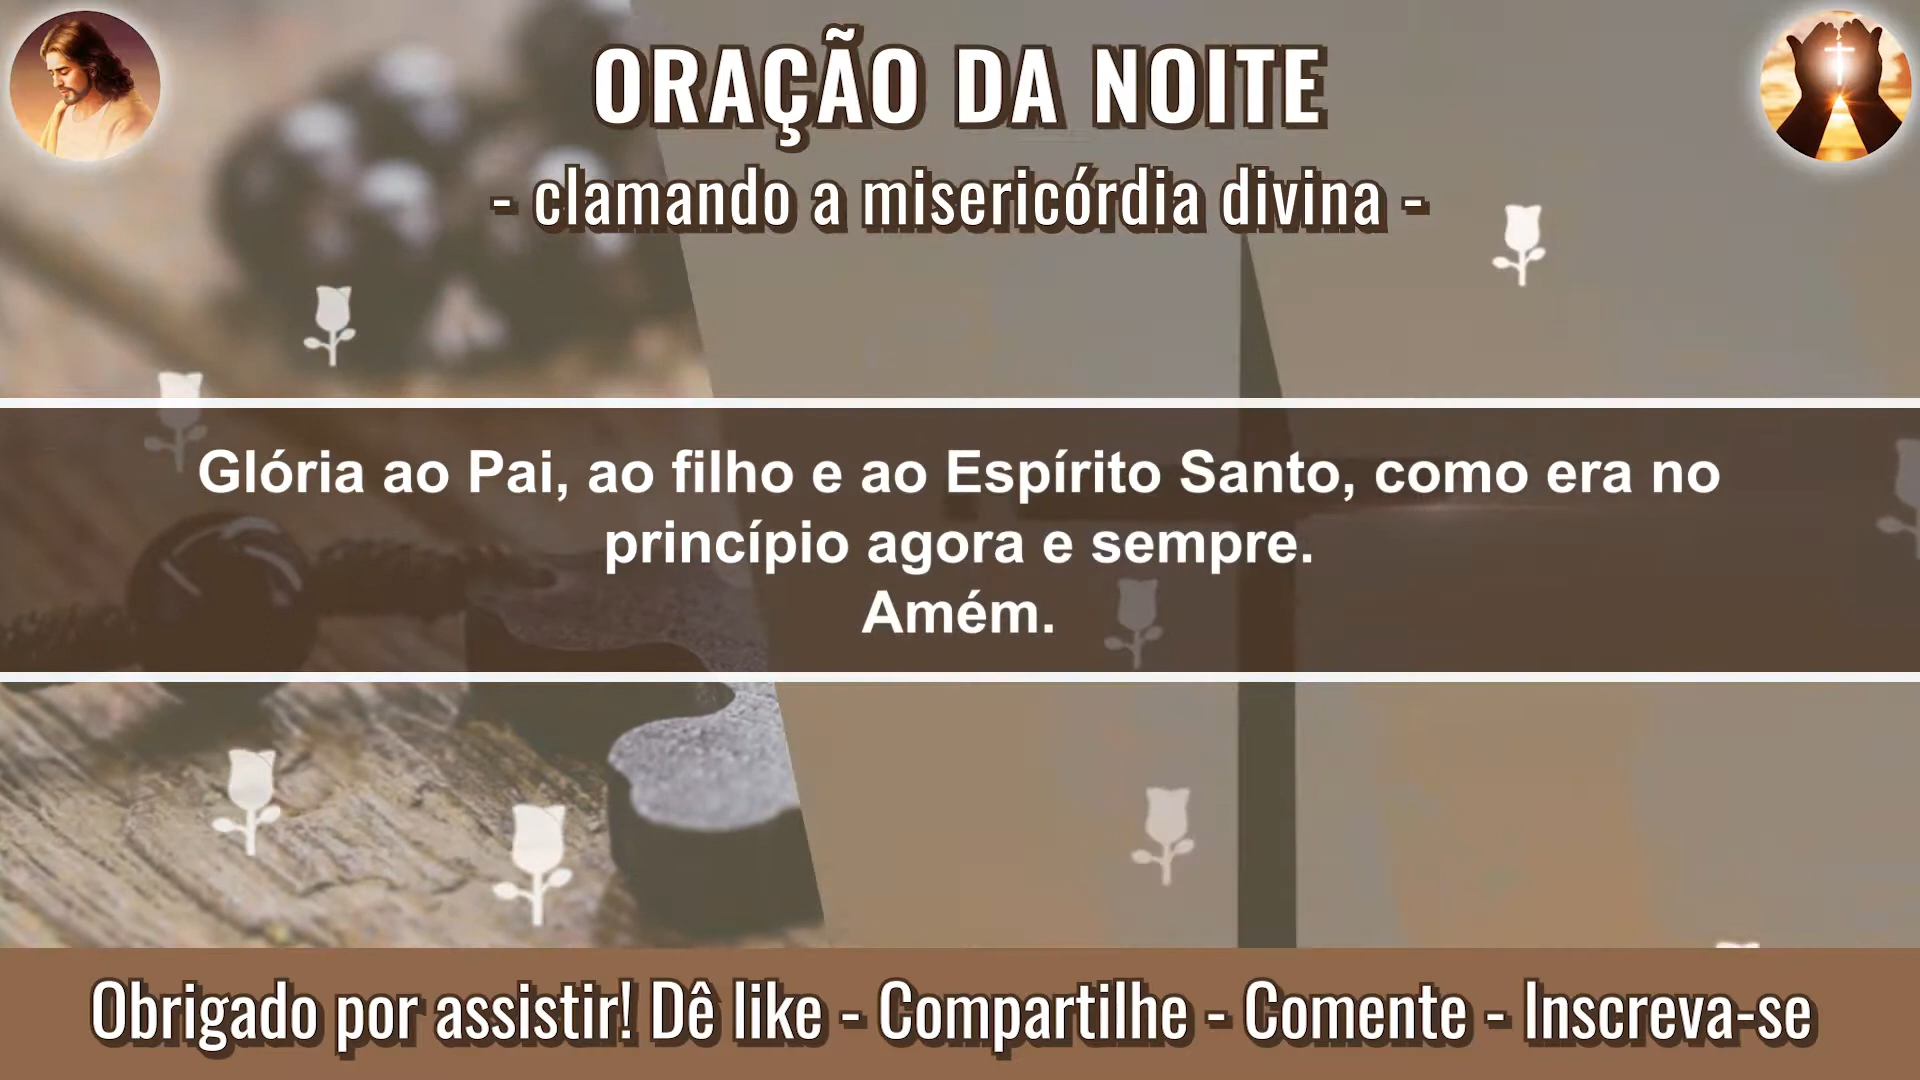 ORAÇÃO DA NOITE
- clamando a misericórdia divina -
Glória ao Pai, ao filho e ao Espírito Santo, como era no
princípio agora e sempre.
Amém.
Obrigado por assistir! Dê like - Compartilhe - Comente - Inscreva-se